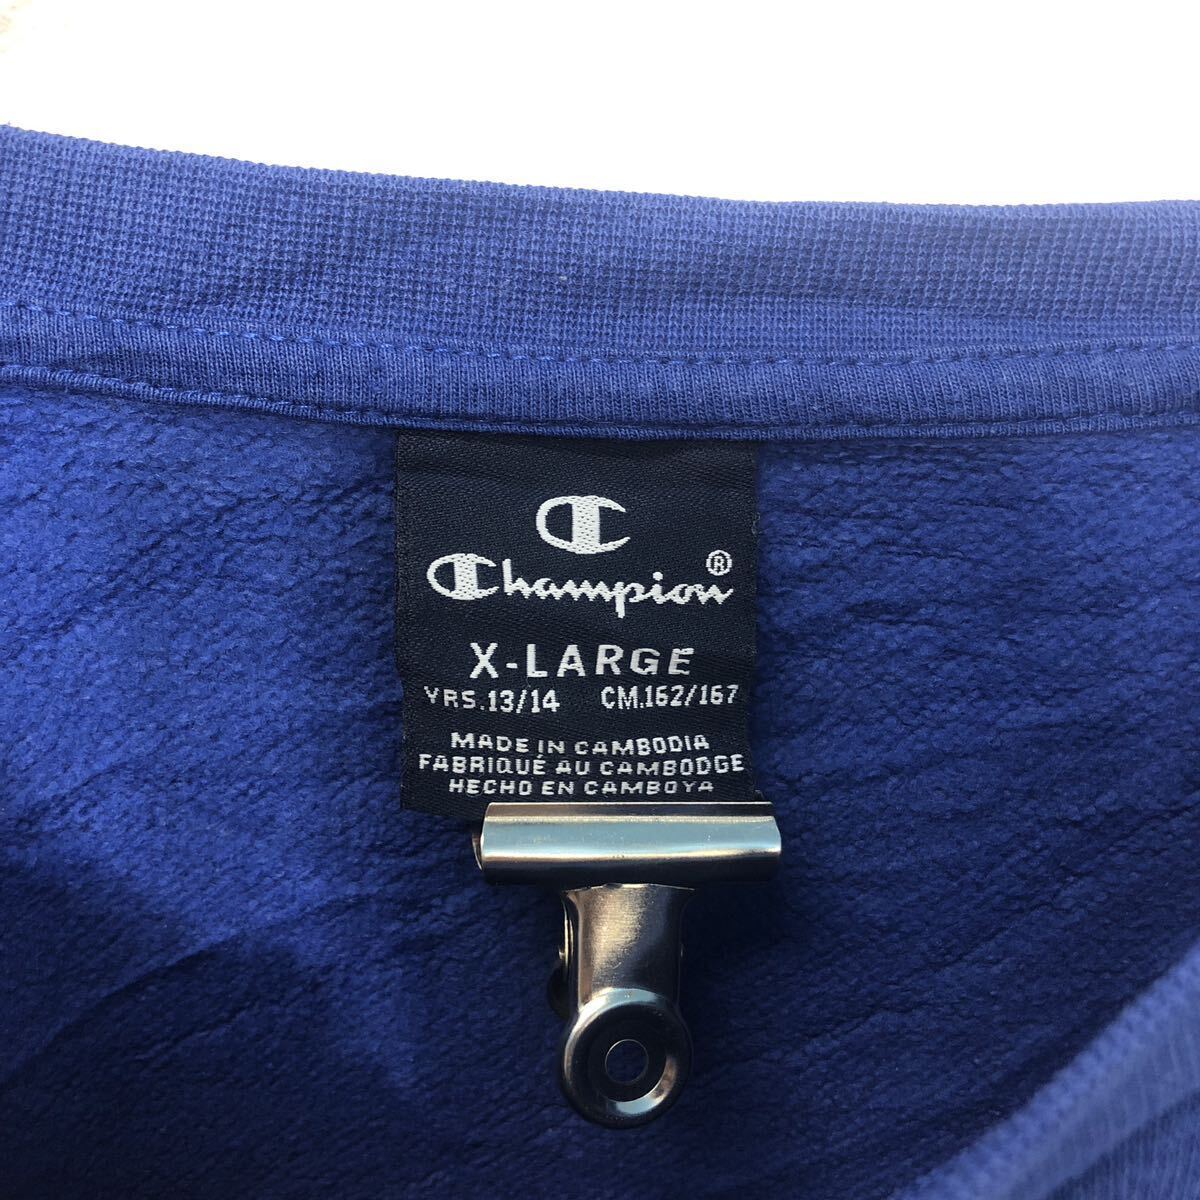 Champion®
X-LARGE
YRS.13/14 CM.162/167
MADE IN CAMBODIA
FABRIQUÉ AU CAMBODGE
HECHO EN CAMBOYA